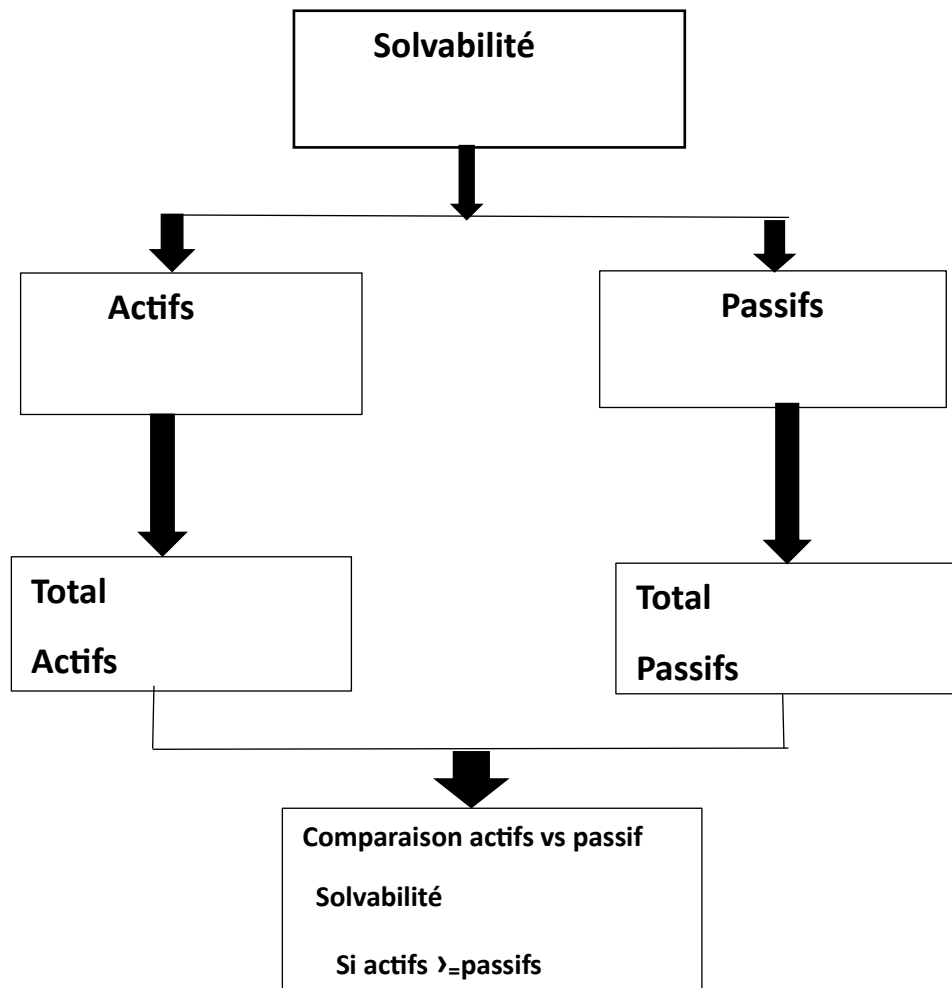 Solvabilité
Actifs
Passifs
Total
Actifs
Total
Passifs
Comparaison actifs vs passif
Solvabilité
Si actifs ›=passifs